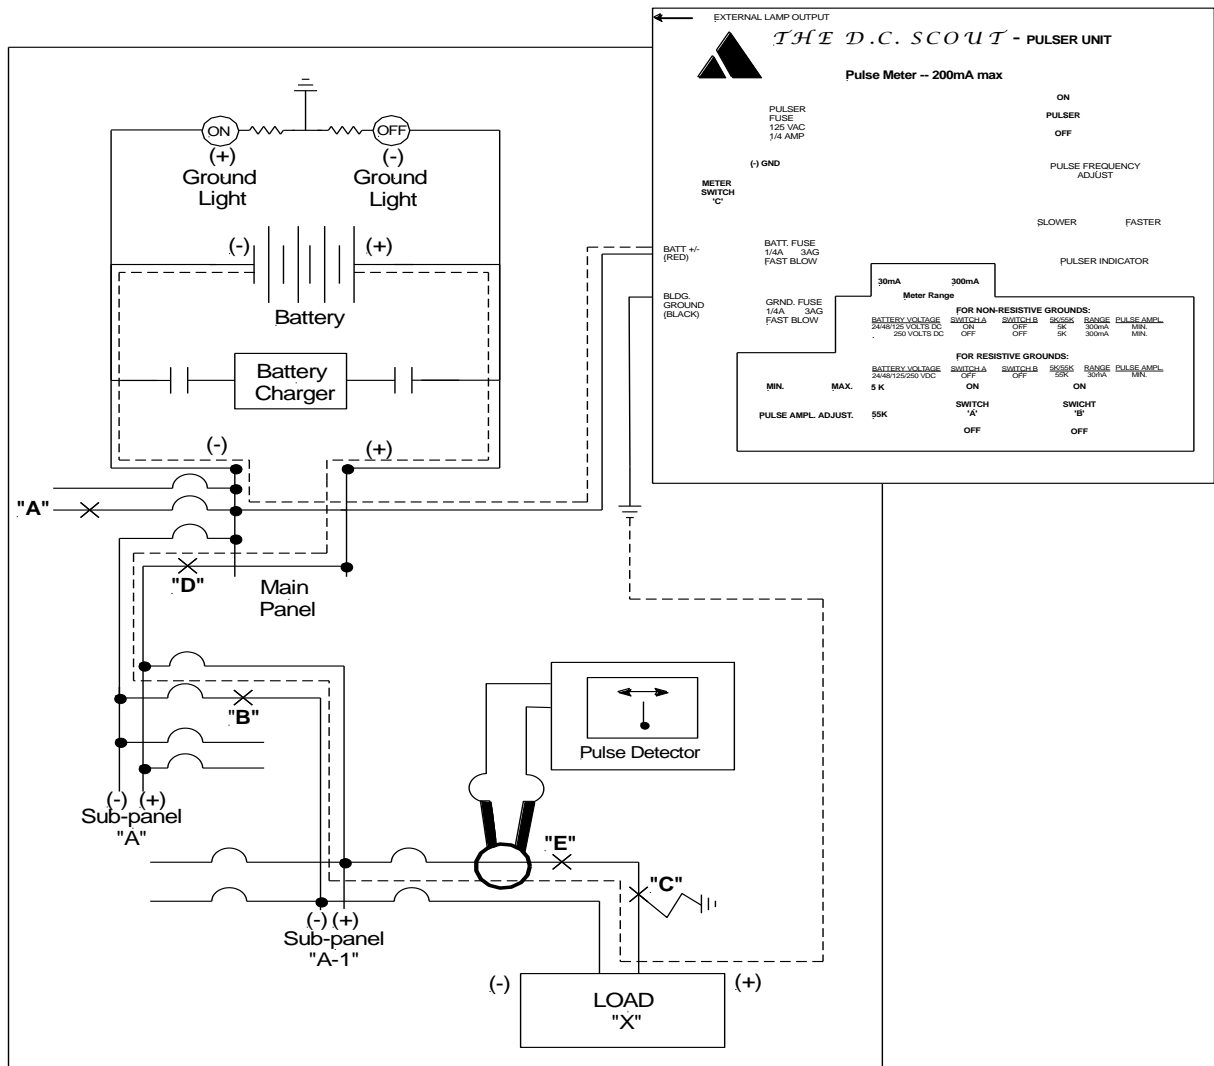 EXTERNAL LAMP OUTPUT
THE D.C. SCOUT - PULSER UNIT
Pulse Meter -- 200mA max
PULSER
FUSE
125 VAC
1/4 AMP
ON
PULSER
OFF
(-) GND
METER
SWITCH
'C'
PULSE FREQUENCY
ADJUST
SLOWER FASTER
BATT +/-
(RED)
BATT. FUSE
1/4A 3AG
FAST BLOW
PULSER INDICATOR
BLDG.
GROUND
(BLACK)
GRND. FUSE
1/4A 3AG
FAST BLOW
30mA 300mA
Meter Range
FOR NON-RESISTIVE GROUNDS:
BATTERY VOLTAGE SWITCH A SWITCH B 5K/55K RANGE PULSE AMPL.
24/48/125 VOLTS DC ON OFF 5K 300mA MIN.
250 VOLTS DC OFF OFF 5K 300mA MIN.
FOR RESISTIVE GROUNDS:
BATTERY VOLTAGE SWITCH A SWITCH B 5K/55K RANGE PULSE AMPL.
24/48/125/250 VDC OFF OFF 55K 30mA MIN.
MIN. MAX. 5 K ON ON
PULSE AMPL. ADJUST. 55K
SWITCH
'A'
OFF
SWICHT
'B'
OFF
ON OFF
(+)
Ground
Light
(-)
Ground
Light
(-) (+)
Battery
Battery
Charger
(-) (+)
"A"
"D"
Main
Panel
"B"
Pulse Detector
(-) (+)
Sub-panel
"A"
"E"
"C"
(-) (+)
Sub-panel
"A-1"
(-) (+)
LOAD
"X"